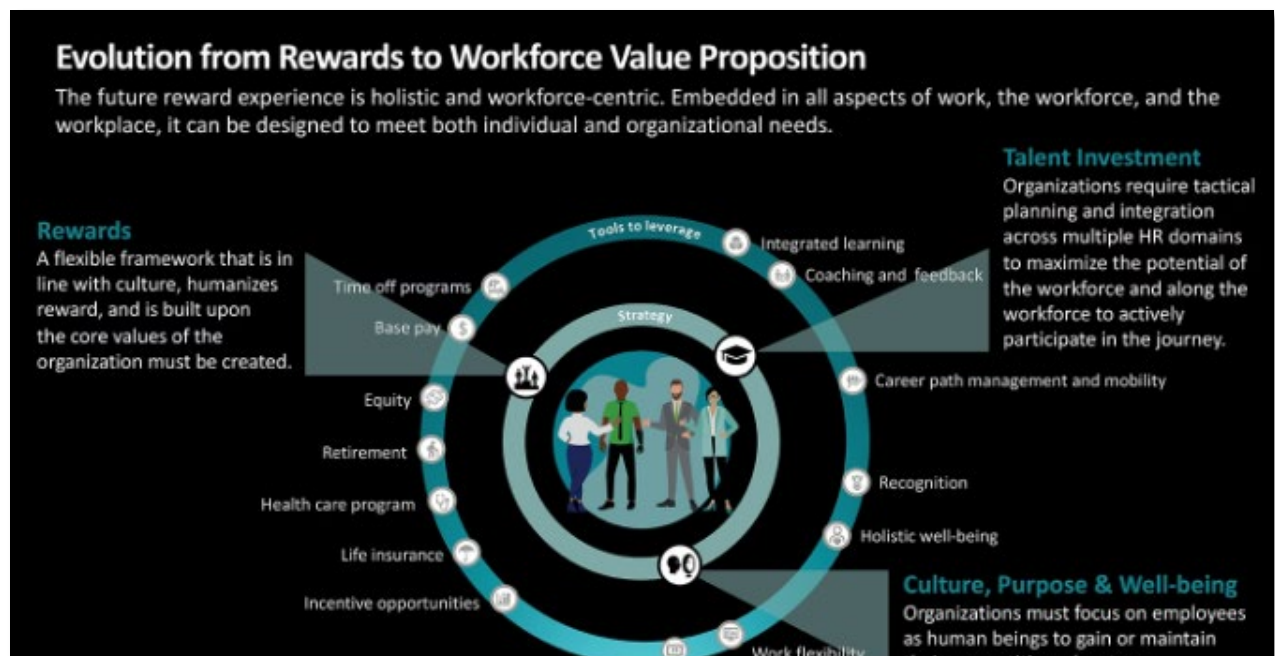 Evolution from Rewards to Workforce Value Proposition
The future reward experience is holistic and workforce-centric. Embedded in all aspects of work, the workforce, and the
workplace, it can be designed to meet both individual and organizational needs.
Talent Investment
Organizations require tactical
planning and integration
across multiple HR domains
to maximize the potential of
the workforce and along the
workforce to actively
participate in the journey.
Rewards
A flexible framework that is in
line with culture, humanizes
reward, and is built upon
the core values of the
organization must be created.
Tools to leverage
Strategy
Integrated learning
Coaching and feedback
Career path management and mobility
Recognition
Holistic well-being
Time off programs
Base pay
Equity
Retirement
Health care program
Life insurance
Incentive opportunities
Culture, Purpose & Well-being
Organizations must focus on employees
as human beings to gain or maintain
Work flexibility